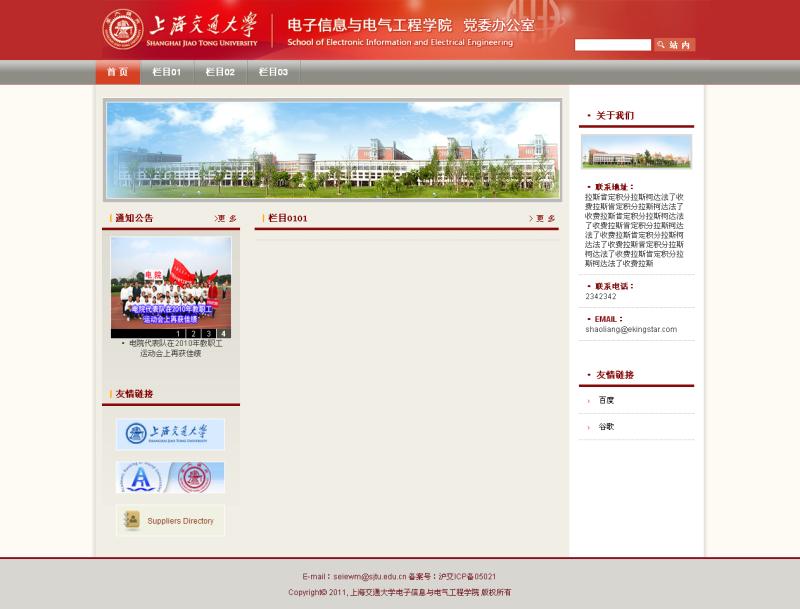 上海交通大学
SHANGHAI JIAO TONG UNIVERSITY
电子信息与电气工程学院 党委办公室
School of Electronic Information and Electrical Engineering
站 内
首 页 栏目01 栏目02 栏目03
关于我们
通知公告 更 多
栏目0101 更 多
联系地址：
拉斯肯定积分拉斯柯达法了收
费拉斯肯定积分拉斯柯达法了
收费拉斯肯定积分拉斯柯达法
了收费拉斯肯定积分拉斯柯达
法了收费拉斯肯定积分拉斯柯
达法了收费拉斯肯定积分拉斯
柯达法了收费拉斯肯定积分拉
斯柯达法了收费拉斯
电 院
电院代表队在2010年教职工
运动会上再获佳绩
1 2 3 4
• 电院代表队在2010年教职工
运动会上再获佳绩
联系电话：
2342342
EMAIL：
shaoliang@ekingstar.com
友情链接
百度
谷歌
友情链接
上海交通大学
SHANGHAI JIAO TONG UNIVERSITY
Suppliers Directory
E-mail：seiewm@sjtu.edu.cn 备案号：沪交ICP备05021
Copyright© 2011, 上海交通大学电子信息与电气工程学院 版权所有